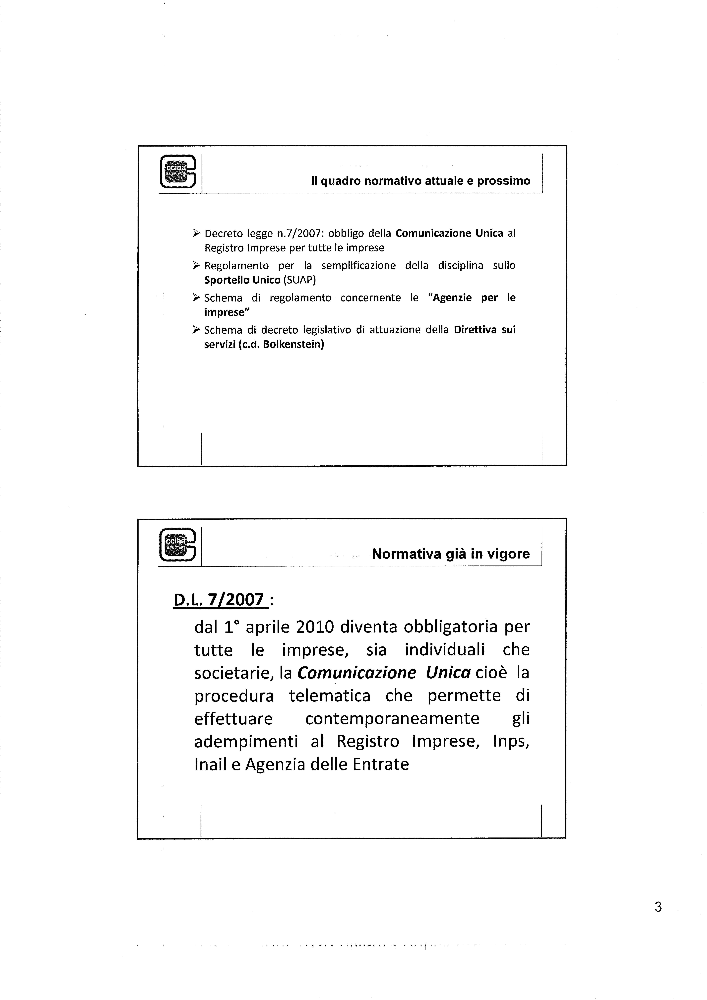 cciaa
varese
Il quadro normativo attuale e prossimo
➢ Decreto legge n.7/2007: obbligo della Comunicazione Unica al
Registro Imprese per tutte le imprese
➢ Regolamento per la semplificazione della disciplina sullo
Sportello Unico (SUAP)
➢ Schema di regolamento concernente le “Agenzie per le
imprese”
➢ Schema di decreto legislativo di attuazione della Direttiva sui
servizi (c.d. Bolkenstein)
cciaa
varese
Normativa già in vigore
D.L. 7/2007 :
dal 1° aprile 2010 diventa obbligatoria per
tutte le imprese, sia individuali che
societarie, la Comunicazione Unica cioè la
procedura telematica che permette di
effettuare contemporaneamente gli
adempimenti al Registro Imprese, Inps,
Inail e Agenzia delle Entrate
3